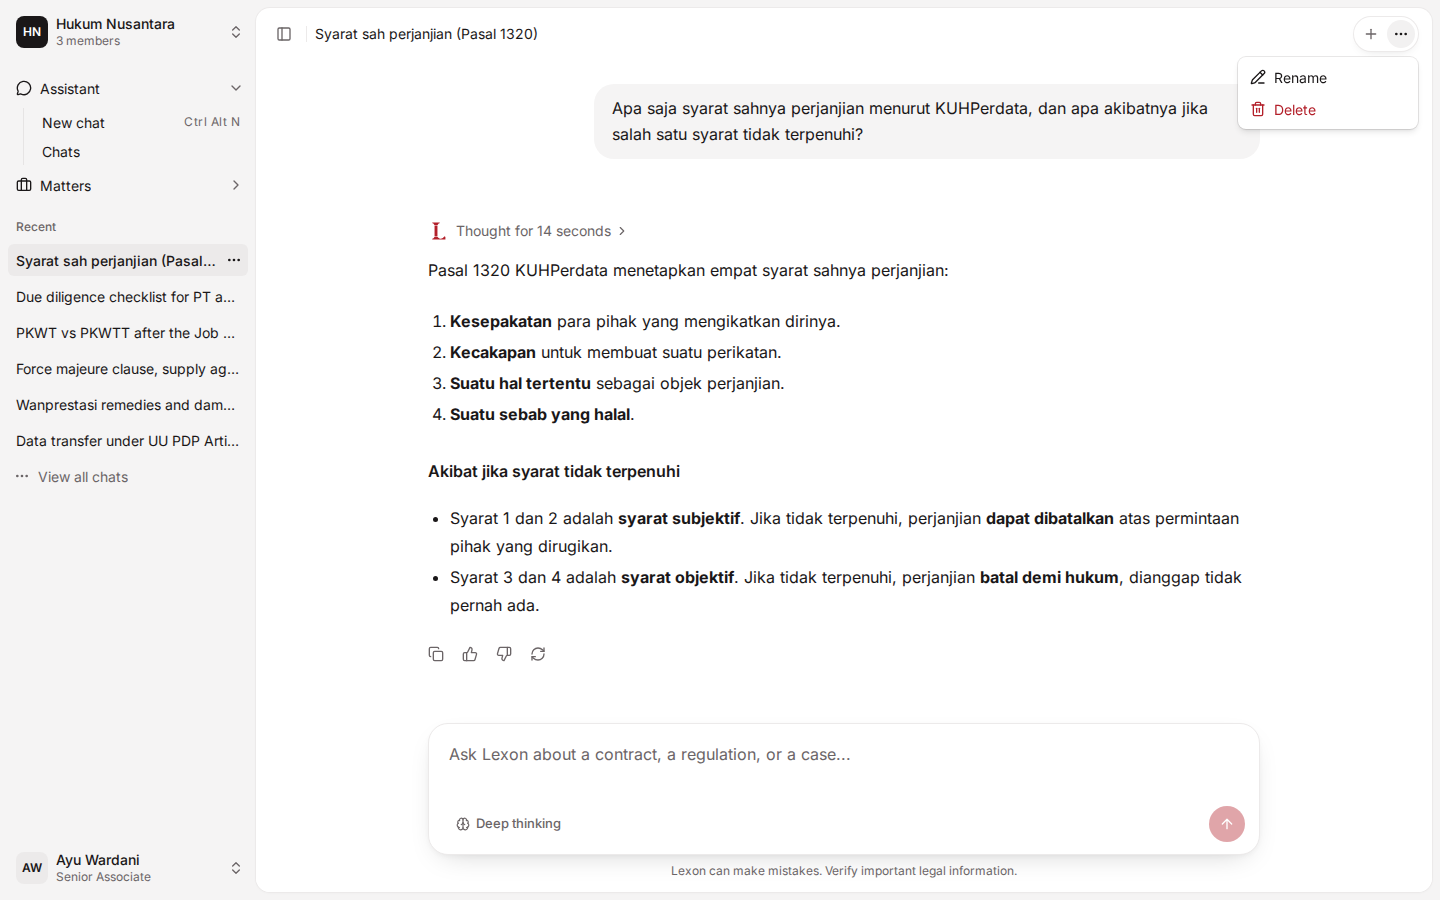 HN
Hukum Nusantara
3 members
Assistant
New chat
Ctrl Alt N
Chats
Matters
Recent
Syarat sah perjanjian (Pasal...
Due diligence checklist for PT a...
PKWT vs PKWTT after the Job ...
Force majeure clause, supply ag...
Wanprestasi remedies and dam...
Data transfer under UU PDP Arti...
View all chats
AW
Ayu Wardani
Senior Associate
Syarat sah perjanjian (Pasal 1320)
Rename
Delete
Apa saja syarat sahnya perjanjian menurut KUHPerdata, dan apa akibatnya jika
salah satu syarat tidak terpenuhi?
L
Thought for 14 seconds
Pasal 1320 KUHPerdata menetapkan empat syarat sahnya perjanjian:
1. Kesepakatan para pihak yang mengikatkan dirinya.
2. Kecakapan untuk membuat suatu perikatan.
3. Suatu hal tertentu sebagai objek perjanjian.
4. Suatu sebab yang halal.
Akibat jika syarat tidak terpenuhi
• Syarat 1 dan 2 adalah syarat subjektif. Jika tidak terpenuhi, perjanjian dapat dibatalkan atas permintaan
pihak yang dirugikan.
• Syarat 3 dan 4 adalah syarat objektif. Jika tidak terpenuhi, perjanjian batal demi hukum, dianggap tidak
pernah ada.
Ask Lexon about a contract, a regulation, or a case...
Deep thinking
Lexon can make mistakes. Verify important legal information.